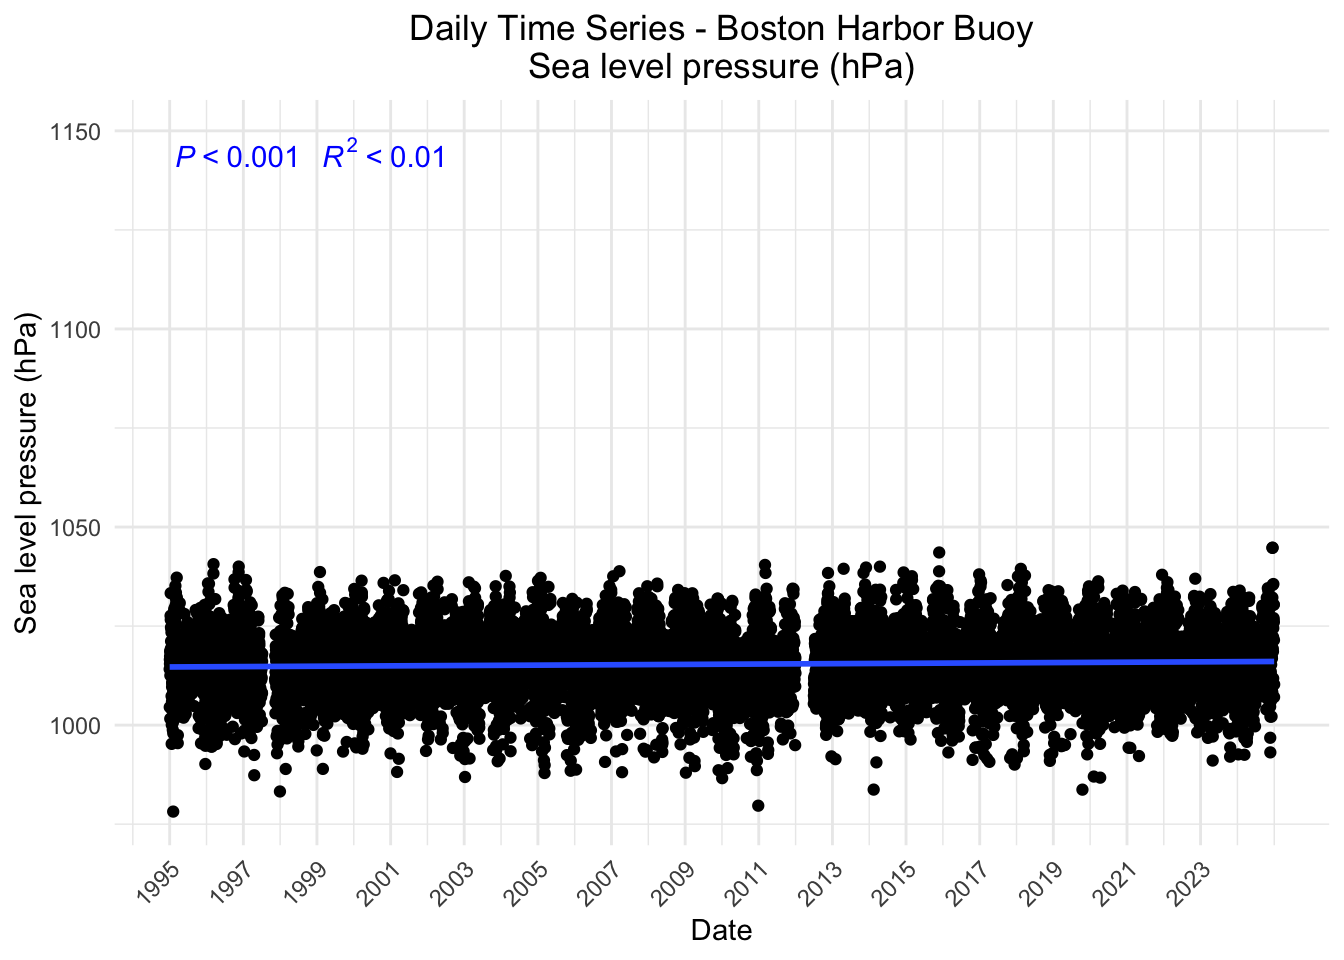 Daily Time Series - Boston Harbor Buoy
Sea level pressure (hPa)
P < 0.001 R² < 0.01
Sea level pressure (hPa)
1150
1100
1050
1000
1995 1997 1999 2001 2003 2005 2007 2009 2011 2013 2015 2017 2019 2021 2023
Date